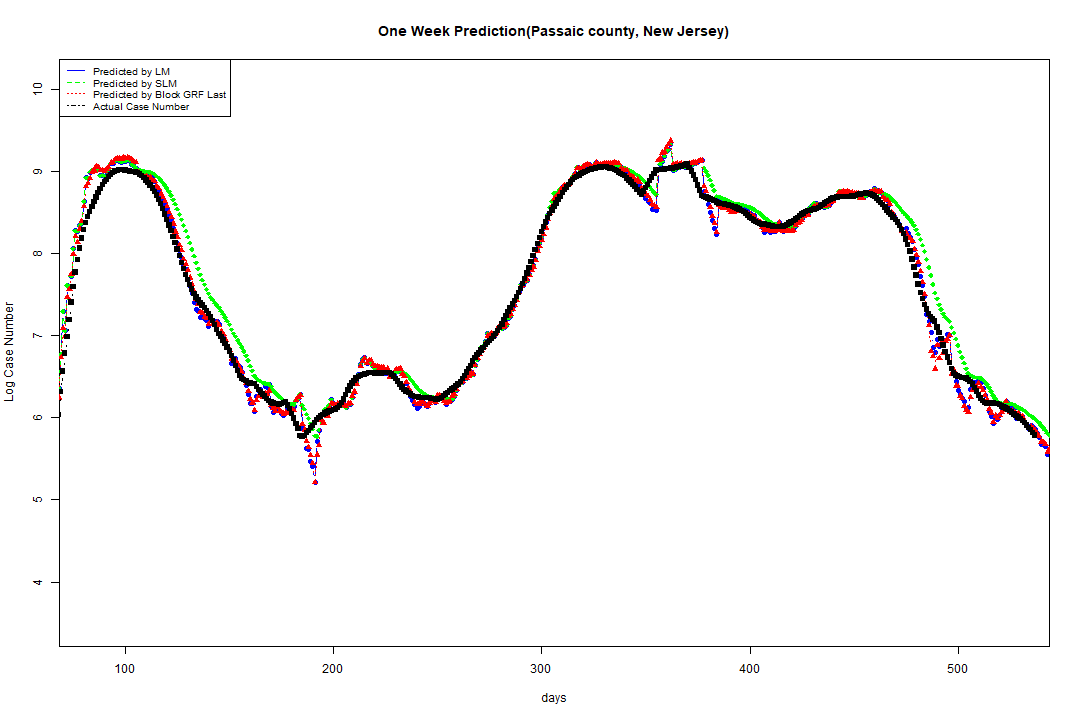 One Week Prediction(Passaic county, New Jersey)
Predicted by LM
Predicted by SLM
Predicted by Block GRF Last
Actual Case Number
10
9
8
7
6
5
4
Log Case Number
100
200
300
400
500
days